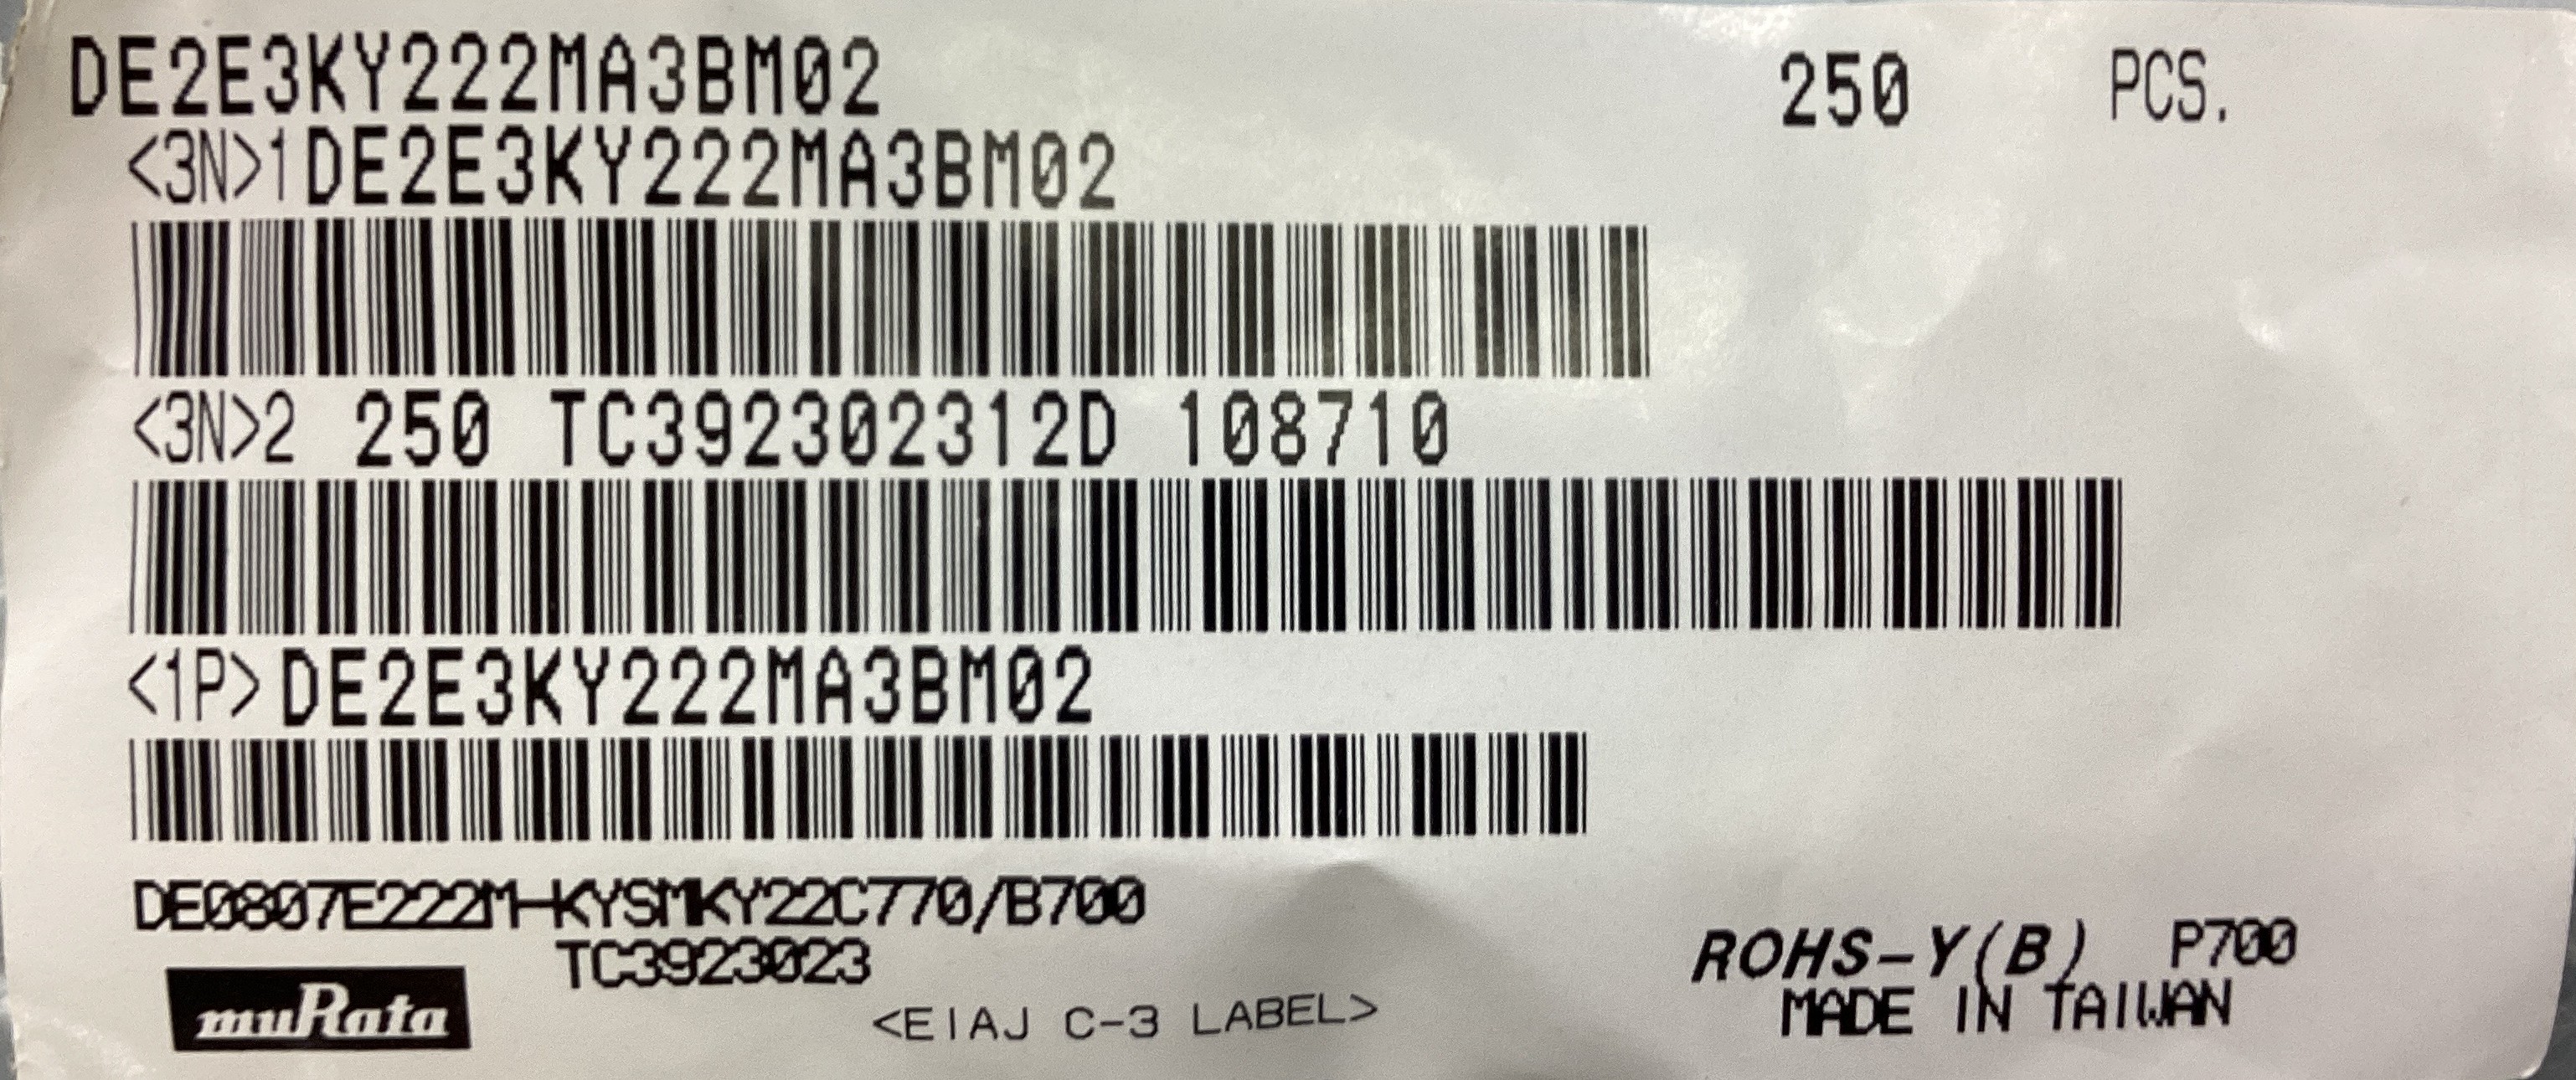 DE2E3KY222MA3BM02 250 PCS.
<3N>1DE2E3KY222MA3BM02
<3N>2 250 TC392302312D 108710
<1P>DE2E3KY222MA3BM02
DE0807E222M-KYSMKY22C770/B700
TC3923023
ROHS-Y(B) P700
muRata
<EIAJ C-3 LABEL>
MADE IN TAIWAN